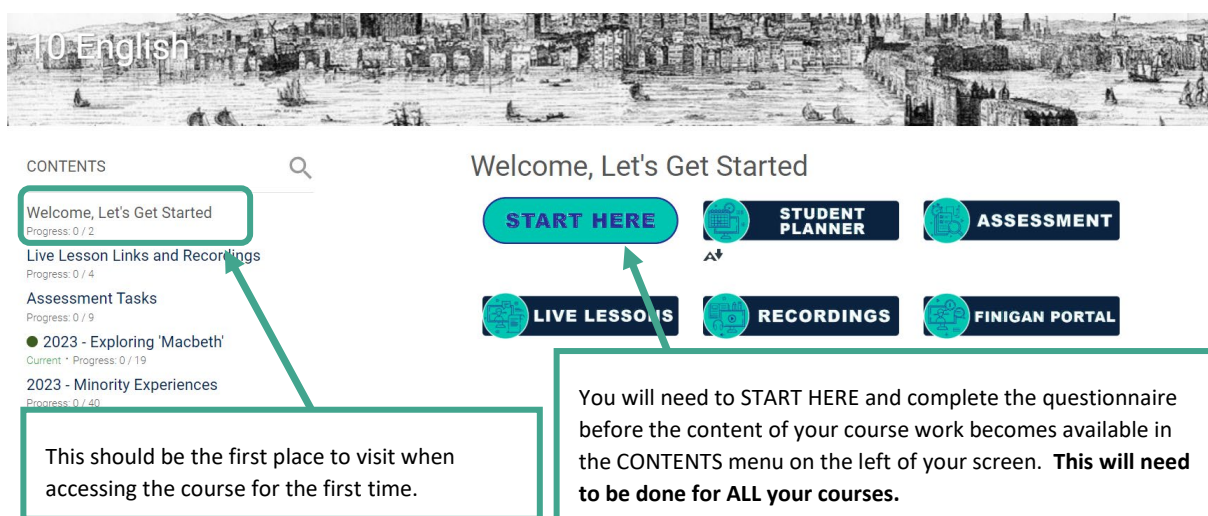 10 English
CONTENTS
Welcome, Let's Get Started
Progress: 0 / 2
Live Lesson Links and Recordings
Progress: 0 / 4
Assessment Tasks
Progress: 0 / 9
2023 - Exploring 'Macbeth'
Current · Progress: 0 / 19
2023 - Minority Experiences
Progress: 0 / 40
This should be the first place to visit when
accessing the course for the first time.
Welcome, Let's Get Started
START HERE
STUDENT
PLANNER
ASSESSMENT
LIVE LESSONS
RECORDINGS
FINIGAN PORTAL
You will need to START HERE and complete the questionnaire
before the content of your course work becomes available in
the CONTENTS menu on the left of your screen. This will need
to be done for ALL your courses.